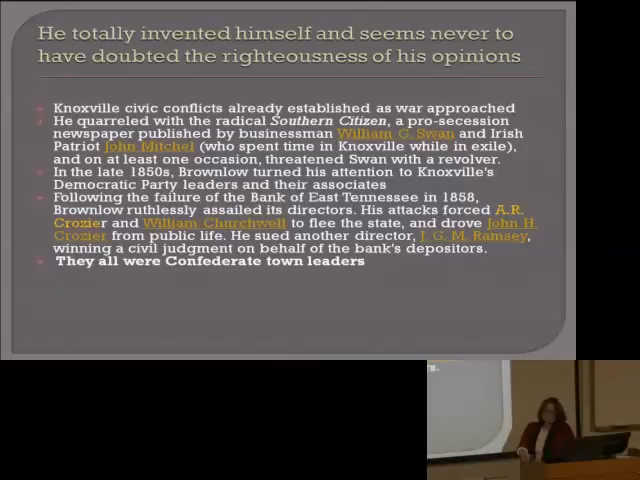 He totally invented himself and seems never to
have doubted the righteousness of his opinions
Knoxville civic conflicts already established as war approached
He quarreled with the radical Southern Citizen, a pro-secession
newspaper published by businessman William G. Swan and Irish
Patriot John Mitchel (who spent time in Knoxville while in exile),
and on at least one occasion, threatened Swan with a revolver.
In the late 1850s, Brownlow turned his attention to Knoxville's
Democratic Party leaders and their associates
Following the failure of the Bank of East Tennessee in 1858,
Brownlow ruthlessly assailed its directors. His attacks forced A.R.
Crozier and William Churchwell to flee the state, and drove John H.
Crozier from public life. He sued another director, J. G. M. Ramsey,
winning a civil judgment on behalf of the bank's depositors.
They all were Confederate town leaders